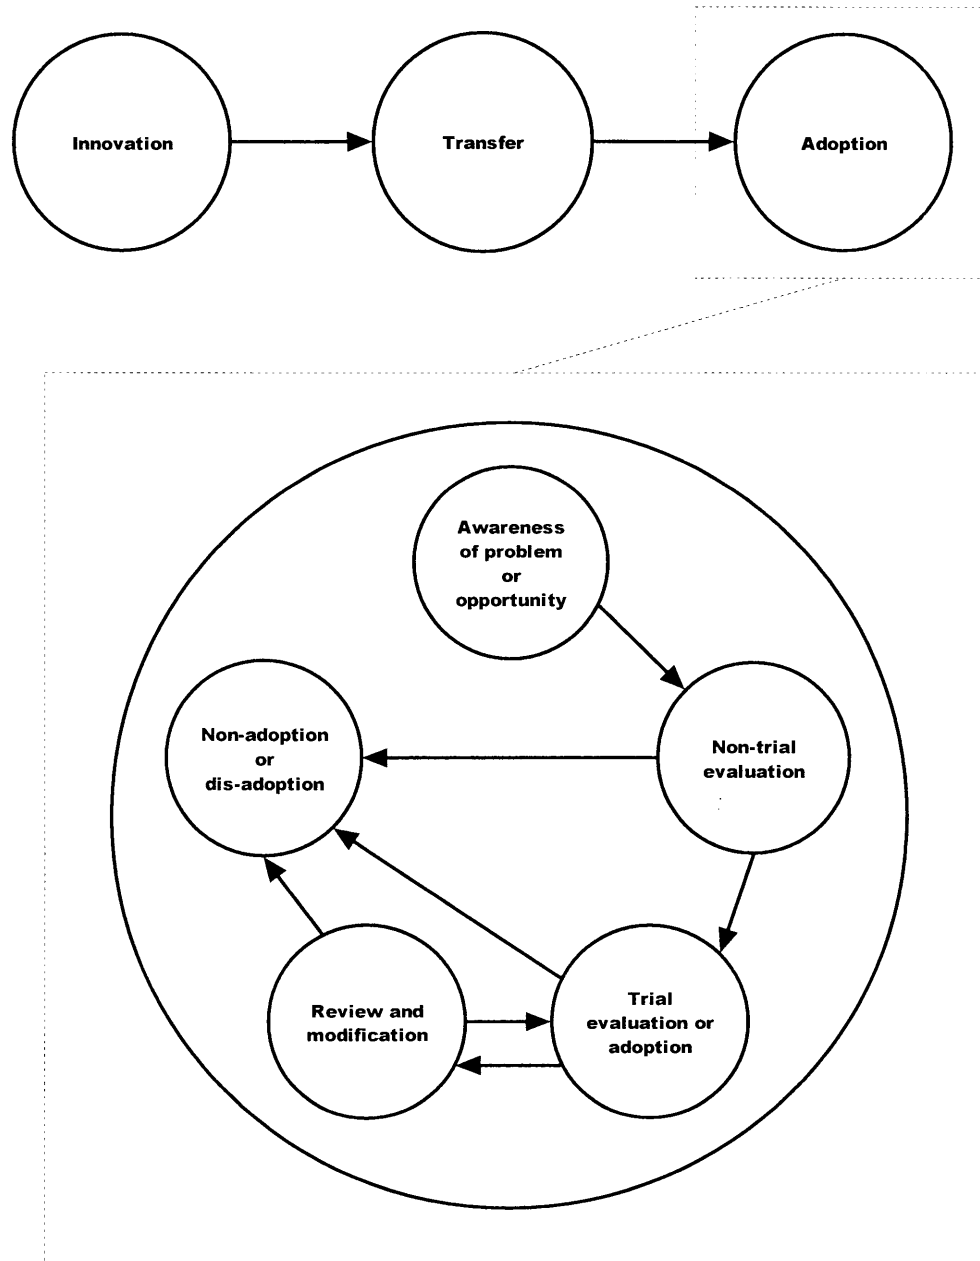 Innovation
Transfer
Adoption
Awareness
of problem
or
opportunity
Non-adoption
or
dis-adoption
Non-trial
evaluation
Review and
modification
Trial
evaluation or
adoption